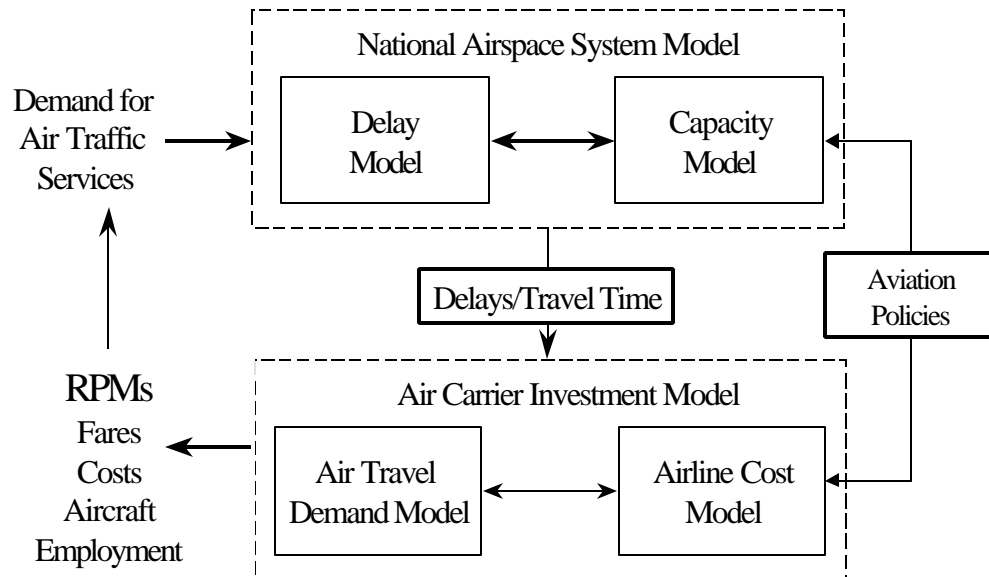 National Airspace System Model
Demand for
Air Traffic
Services
Delay
Model
Capacity
Model
Delays/Travel Time
Aviation
Policies
RPMs
Fares
Costs
Aircraft
Employment
Air Carrier Investment Model
Air Travel
Demand Model
Airline Cost
Model